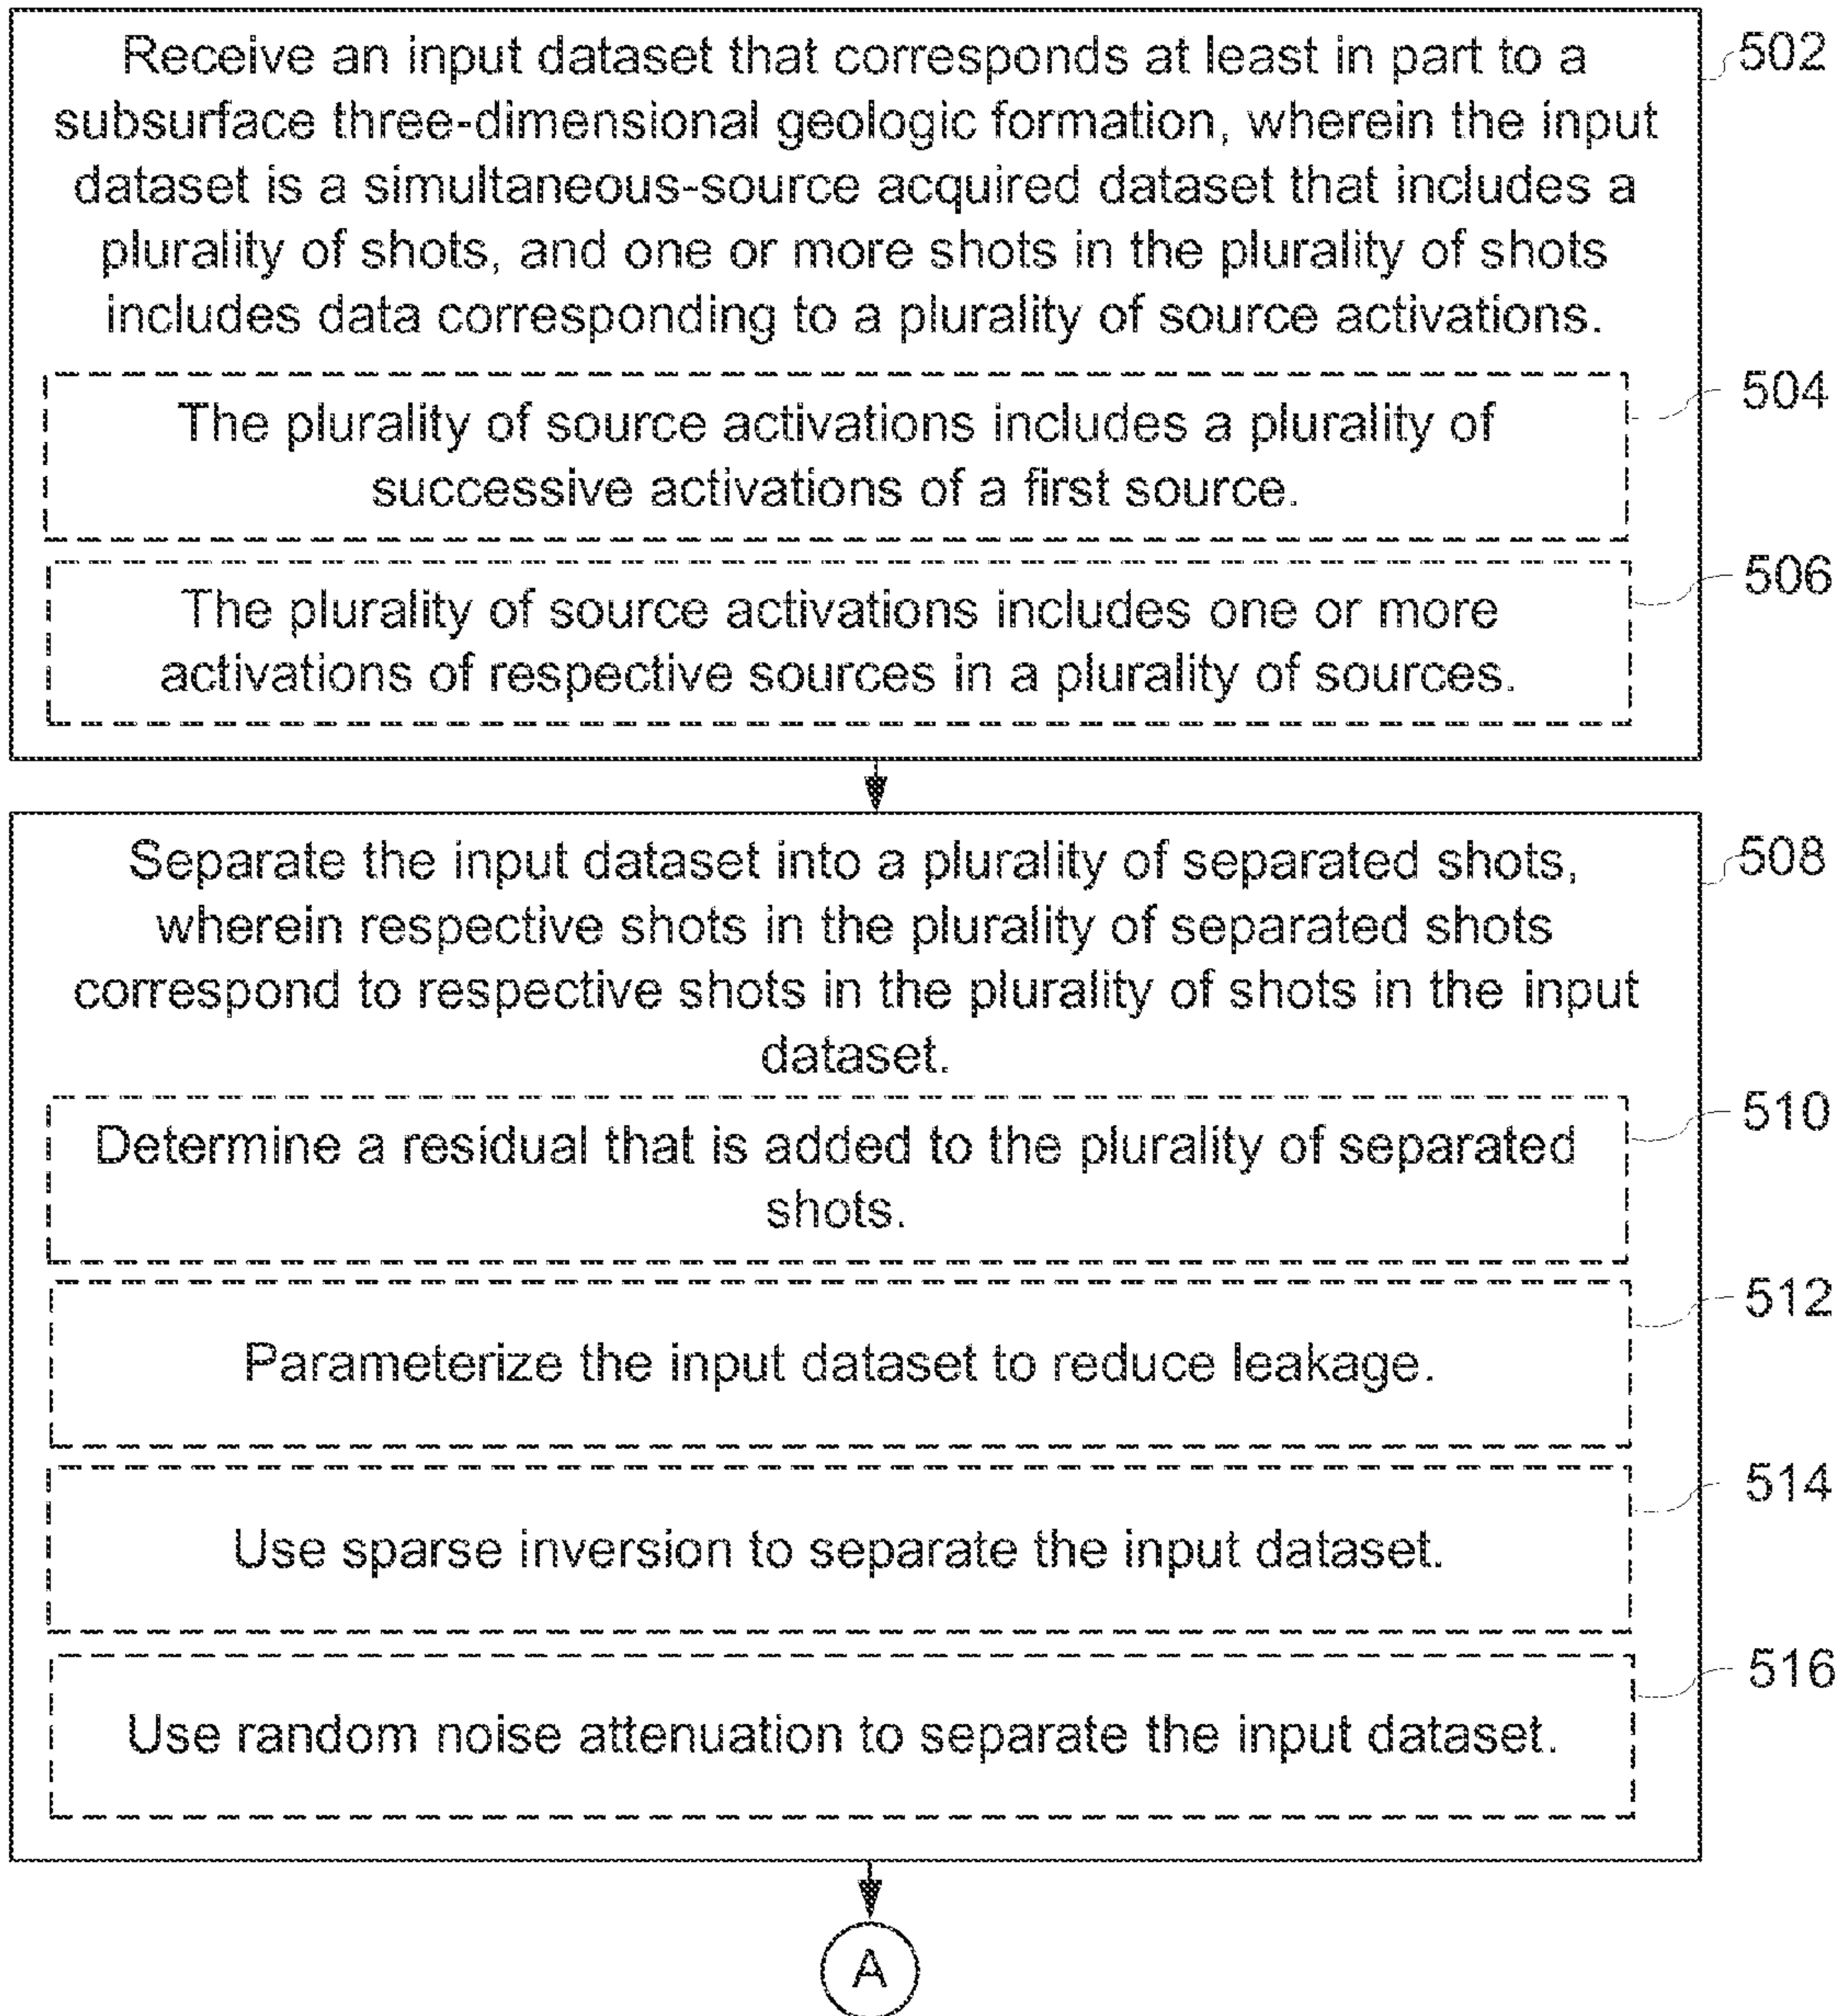 Receive an input dataset that corresponds at least in part to a
502
subsurface three-dimensional geologic formation, wherein the input
dataset is a simultaneous-source acquired dataset that includes a
plurality of shots, and one or more shots in the plurality of shots
includes data corresponding to a plurality of source activations.
504
The plurality of source activations includes a plurality of
successive activations of a first source.
506
The plurality of source activations includes one or more
activations of respective sources in a plurality of sources.
Separate the input dataset into a plurality of separated shots,
508
wherein respective shots in the plurality of separated shots
correspond to respective shots in the plurality of shots in the input
dataset.
510
Determine a residual that is added to the plurality of separated
shots.
512
Parameterize the input dataset to reduce leakage.
514
Use sparse inversion to separate the input dataset.
516
Use random noise attenuation to separate the input dataset.
A